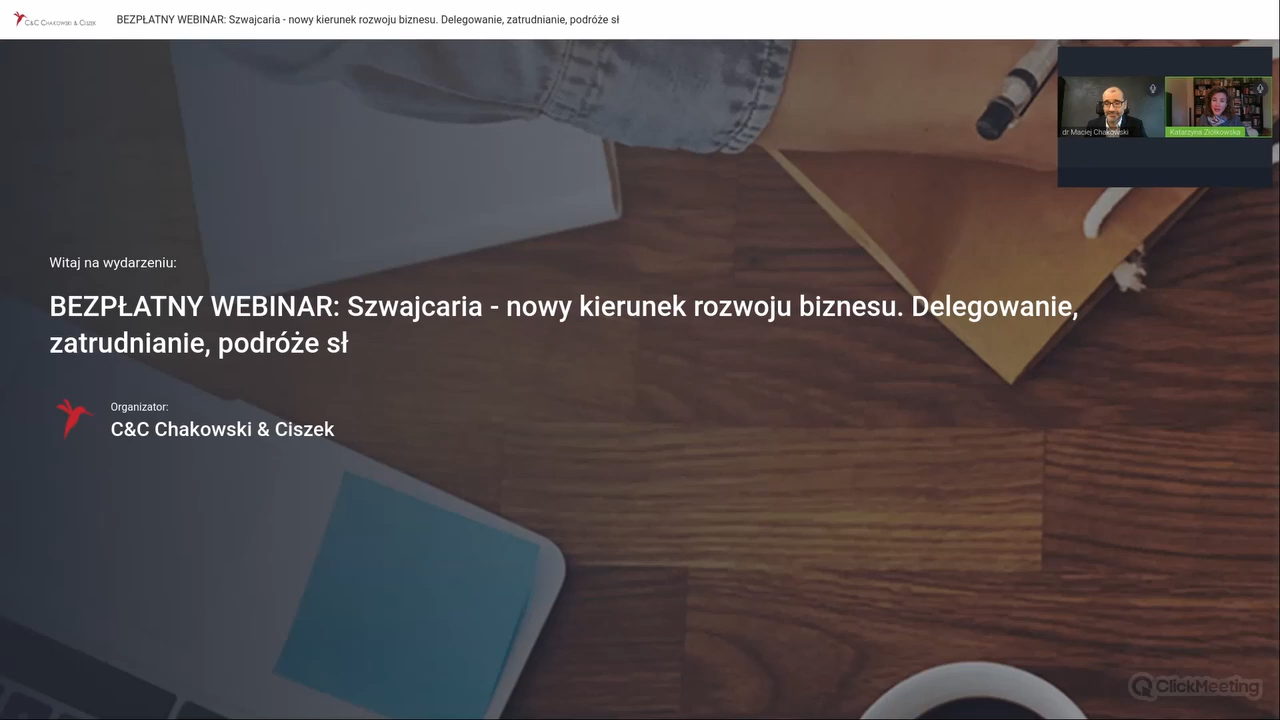 C&C CHAKOWSKI & CISZEK
BEZPŁATNY WEBINAR: Szwajcaria - nowy kierunek rozwoju biznesu. Delegowanie, zatrudnianie, podróże sł
dr Maciej Chakowski
Katarzyna Ziółkowska
Witaj na wydarzeniu:
BEZPŁATNY WEBINAR: Szwajcaria - nowy kierunek rozwoju biznesu. Delegowanie,
zatrudnianie, podróże sł
Organizator:
C&C Chakowski & Ciszek
ClickMeeting